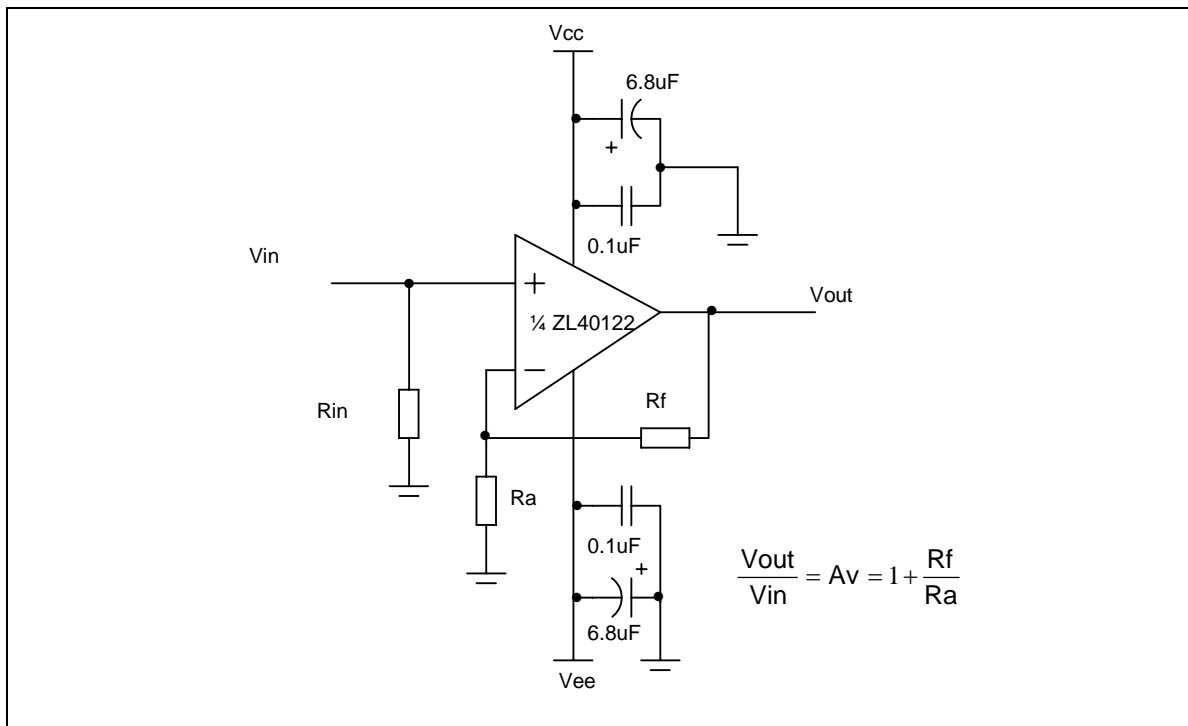 Vcc
6.8uF
+
0.1uF
Vin
+
Vout
¼ ZL40122
−
Rin
Rf
Ra
0.1uF
+
6.8uF
Vee
Vout/Vin = Av = 1 + Rf/Ra